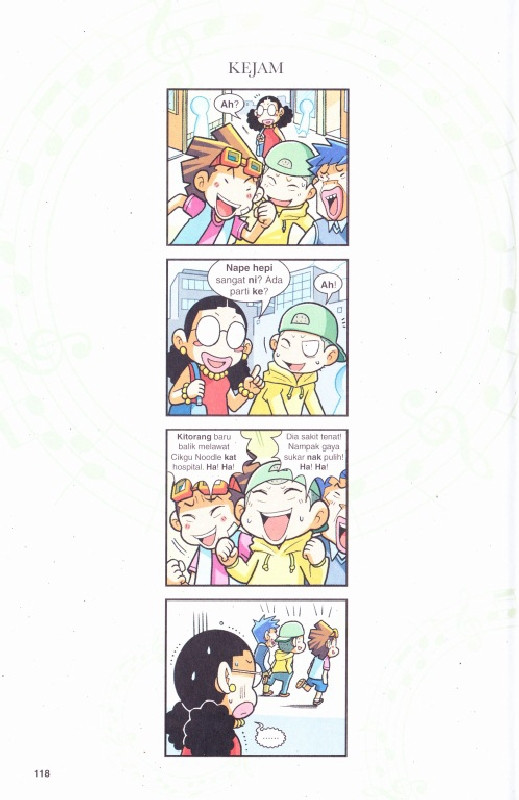 KEJAM
Ah?
Nape hepi
sangat ni? Ada
parti ke?
Ah!
Kitorang baru
balik melawat
Cikgu Noodle kat
hospital. Ha! Ha!
Dia sakit tenat!
Nampak gaya
sukar nak pulih!
Ha! Ha!
......
118